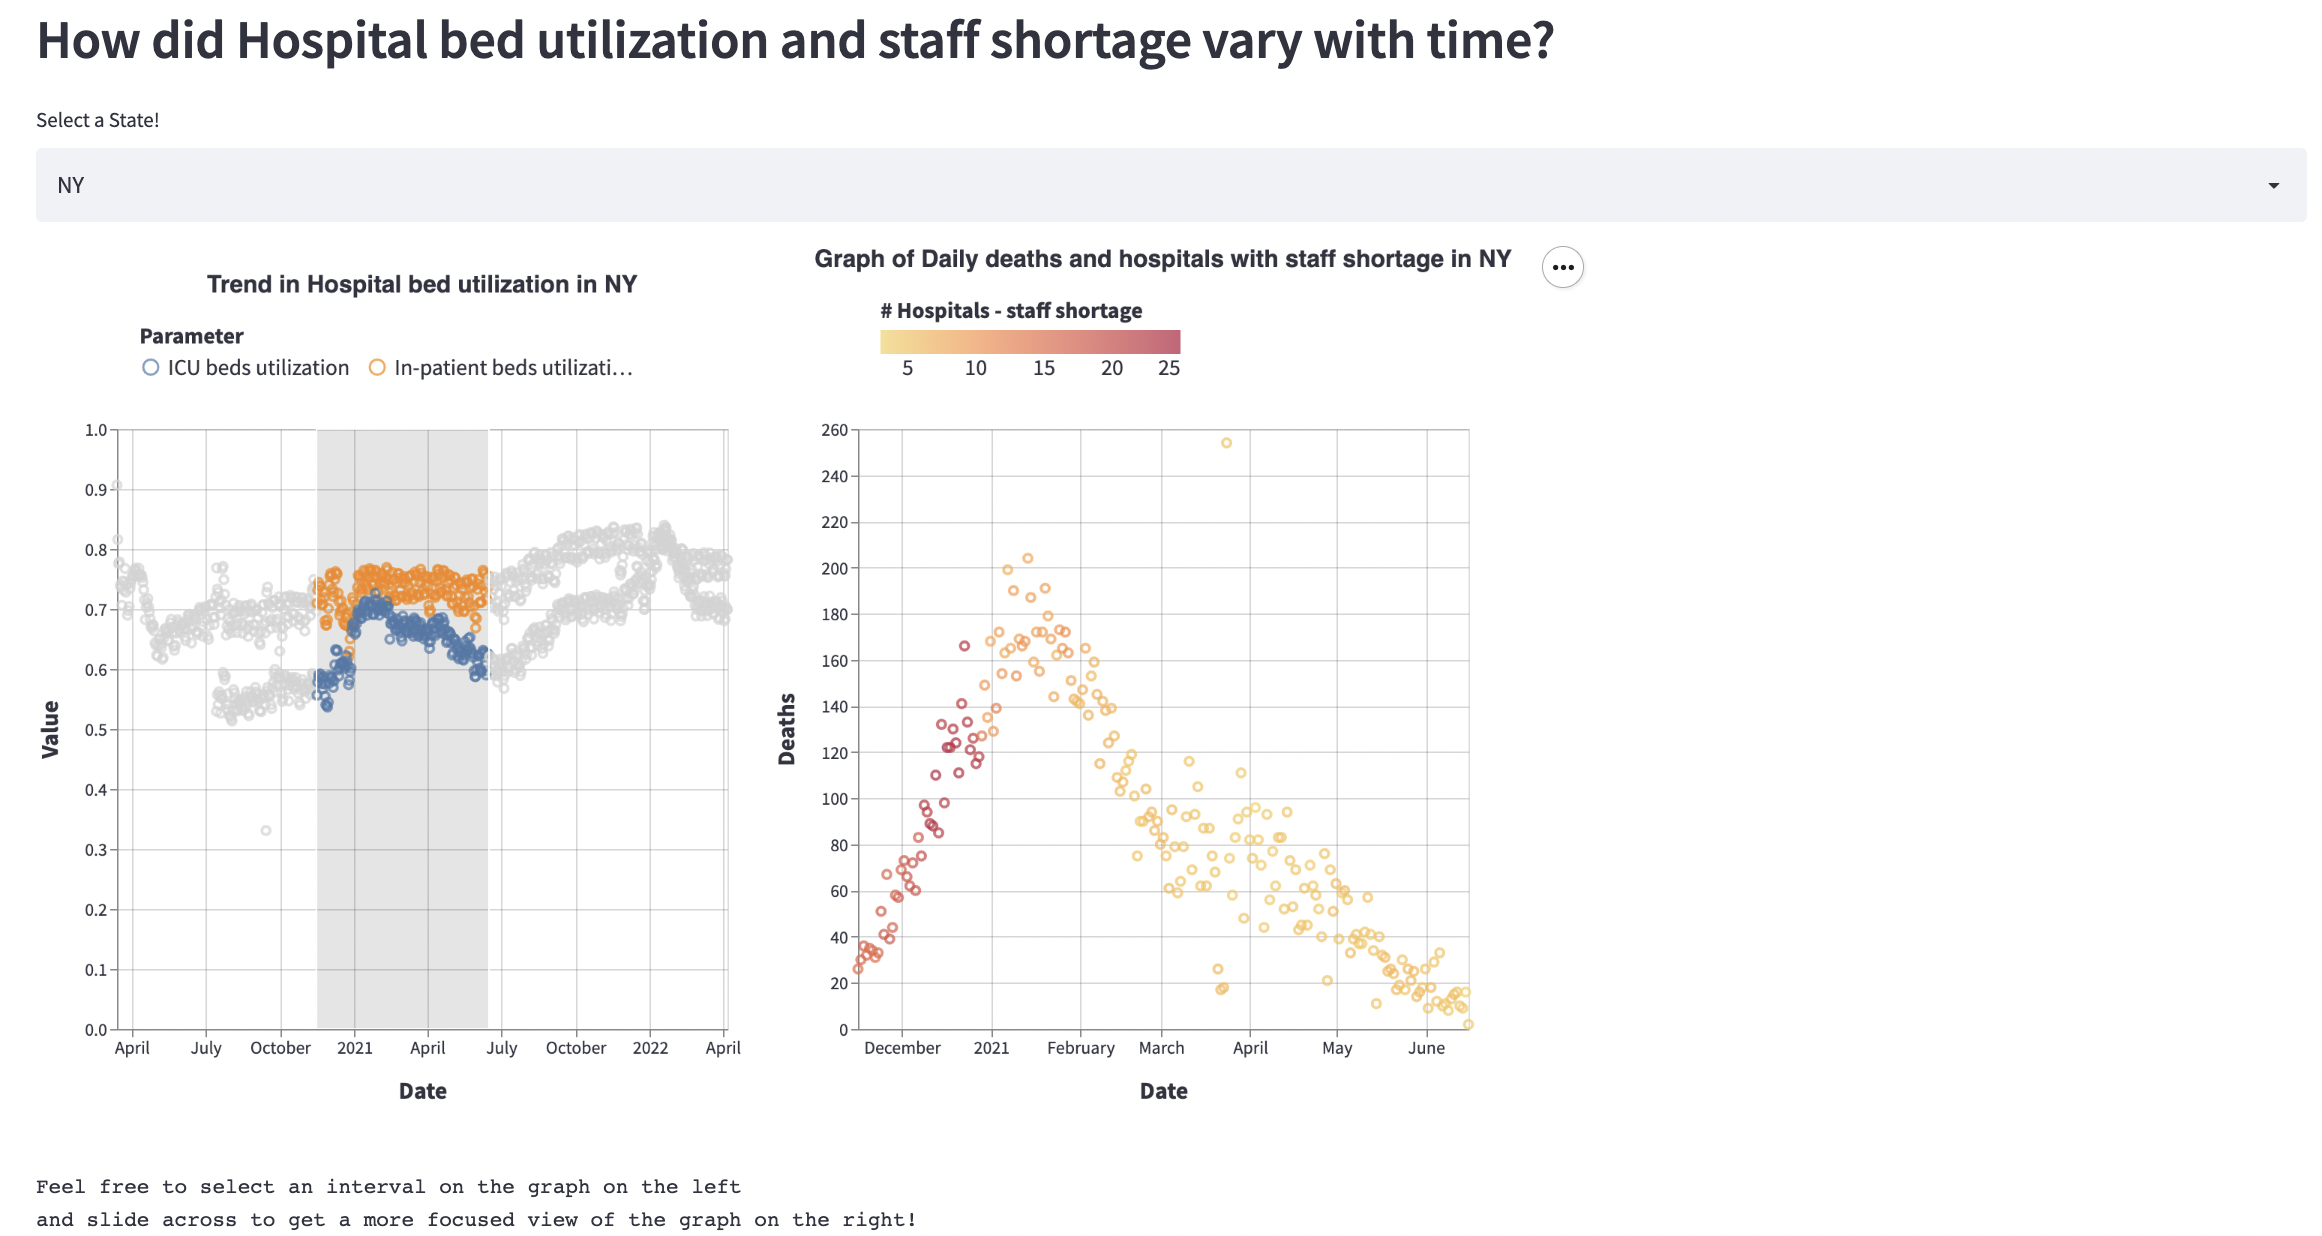 How did Hospital bed utilization and staff shortage vary with time?
Select a State!
NY
Trend in Hospital bed utilization in NY
Parameter
ICU beds utilization In-patient beds utilizati…
1.0
0.9
0.8
0.7
0.6
0.5
0.4
0.3
0.2
0.1
0.0
Value
April July October 2021 April July October 2022 April
Date
Graph of Daily deaths and hospitals with staff shortage in NY
# Hospitals - staff shortage
5 10 15 20 25
260
240
220
200
180
160
140
120
100
80
60
40
20
0
Deaths
December 2021 February March April May June
Date
Feel free to select an interval on the graph on the left
and slide across to get a more focused view of the graph on the right!